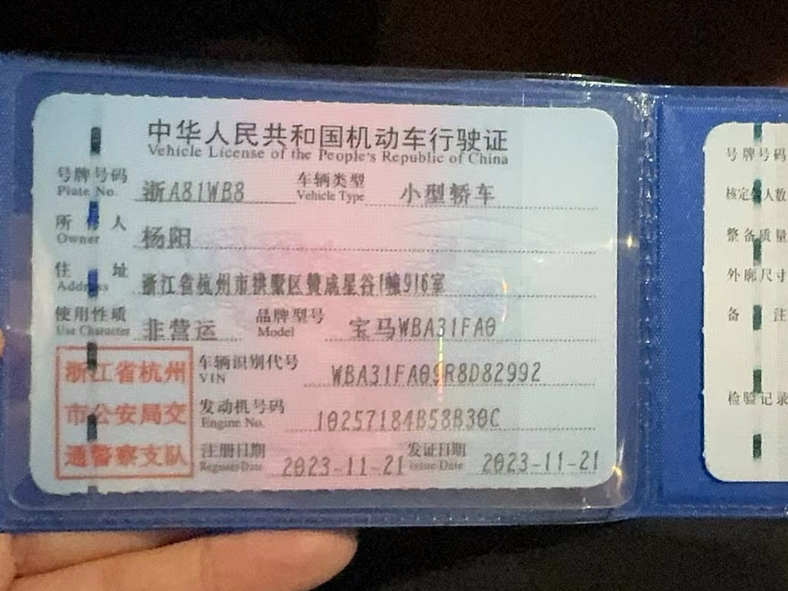 中华人民共和国机动车行驶证
Vehicle License of the People's Republic of China
号牌号码 浙A81WB8 车辆类型 小型轿车
Plate No. Vehicle Type
所有人 杨阳
Owner
住址 浙江省杭州市拱墅区赞成星谷1幢916室
Address
使用性质 非营运 品牌型号 宝马WBA31FA0
Use Character Model
浙江省杭州
市公安局交
通警察支队
车辆识别代号 WBA31FA09R8D82992
VIN
发动机号码 10257184B58B30C
Engine No.
注册日期 2023-11-21 发证日期 2023-11-21
Register Date Issue Date
号牌号码
核定载人数
整备质量
外廓尺寸
备注
检验记录